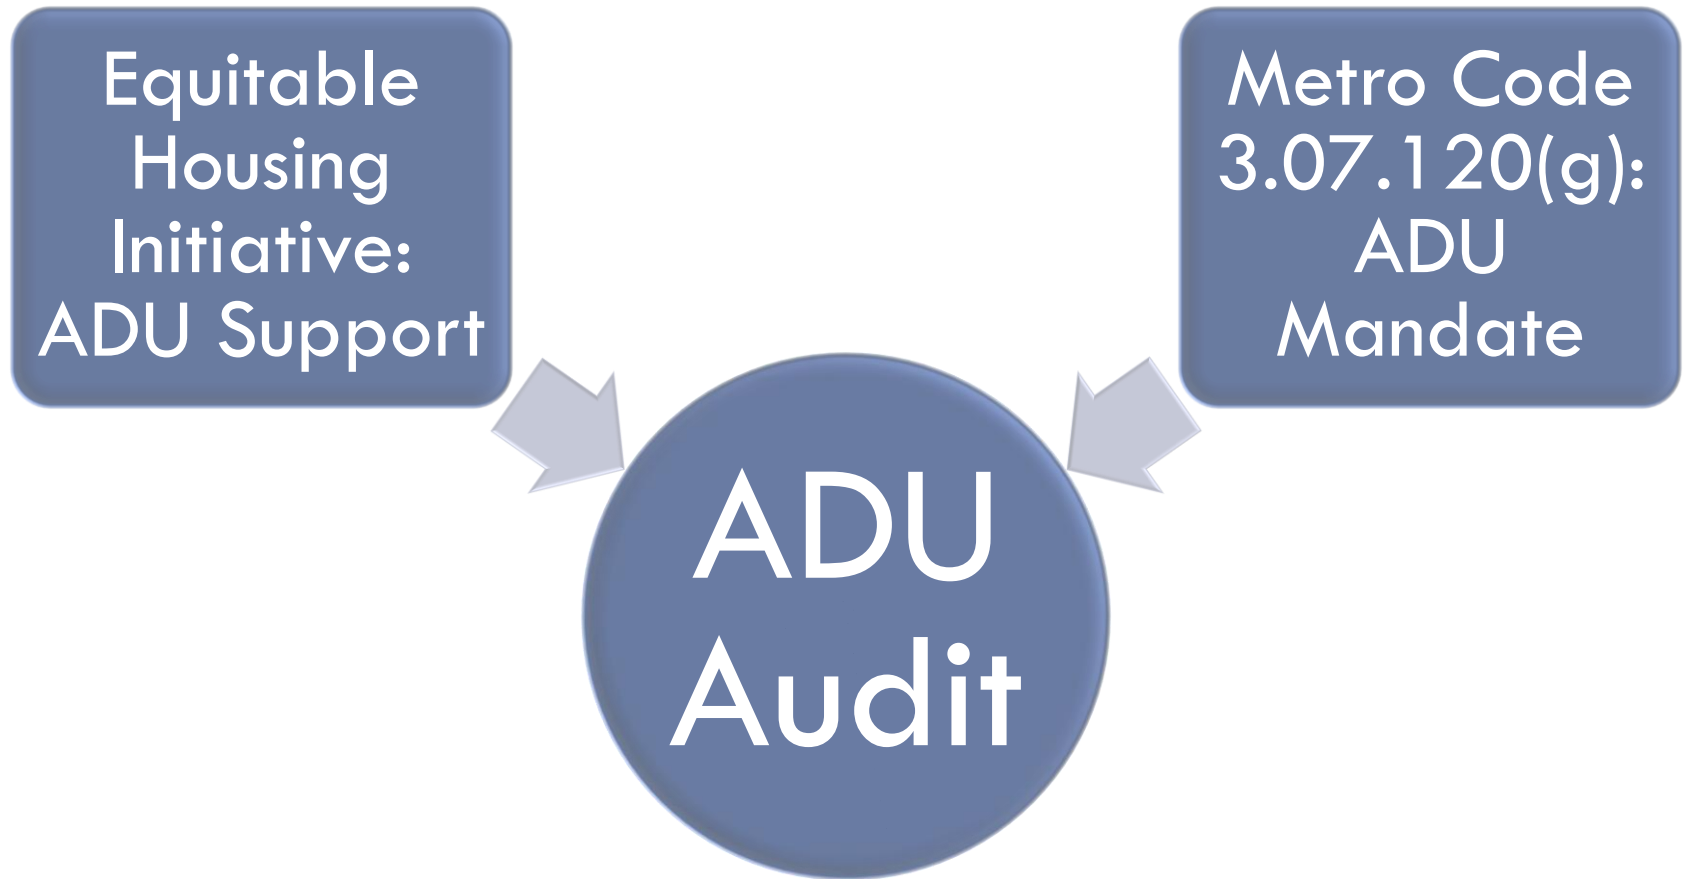 Equitable
Housing
Initiative:
ADU Support
Metro Code
3.07.120(g):
ADU
Mandate
ADU
Audit